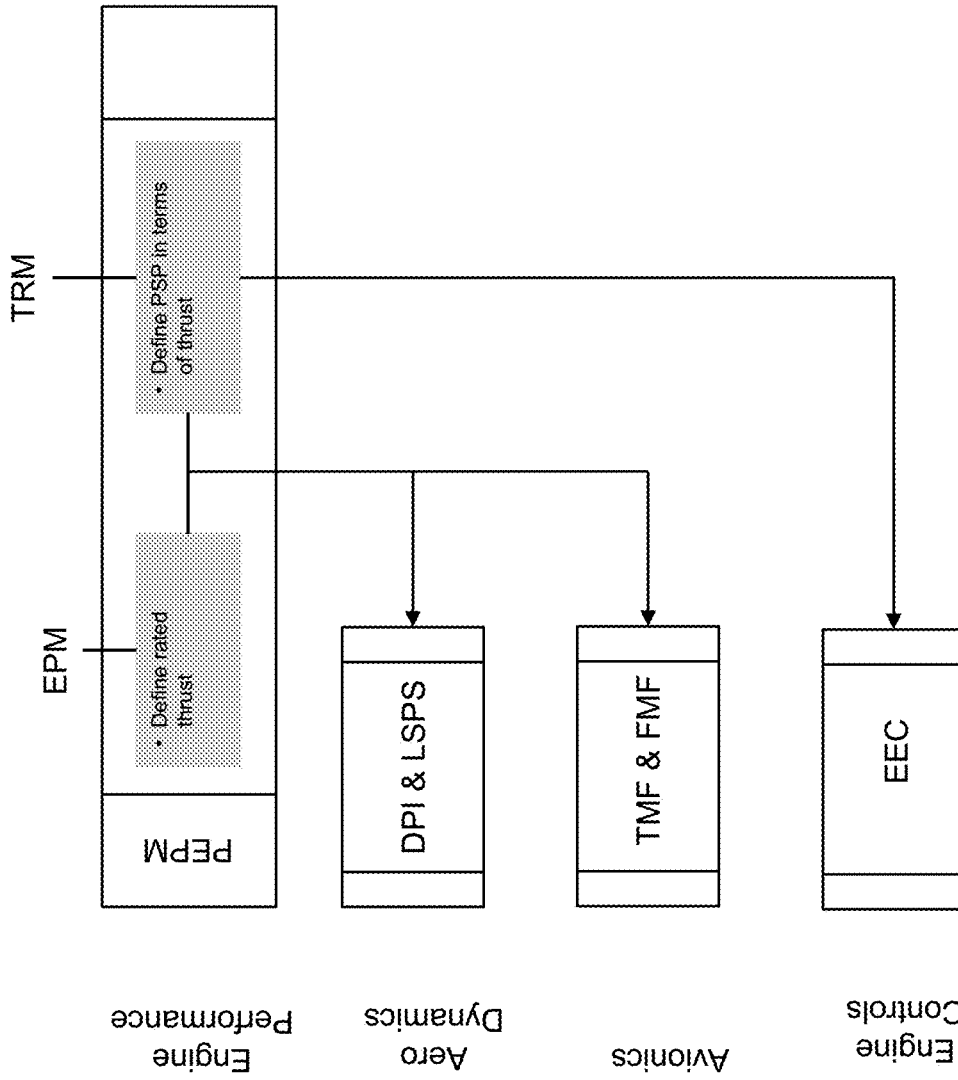 EPM
TRM
• Define rated
thrust
• Define PSP in terms
of thrust
PEPM
DPI & LSPS
TMF & FMF
EEC
Engine
Performance
Aero
Dynamics
Avionics
Engine
Controls